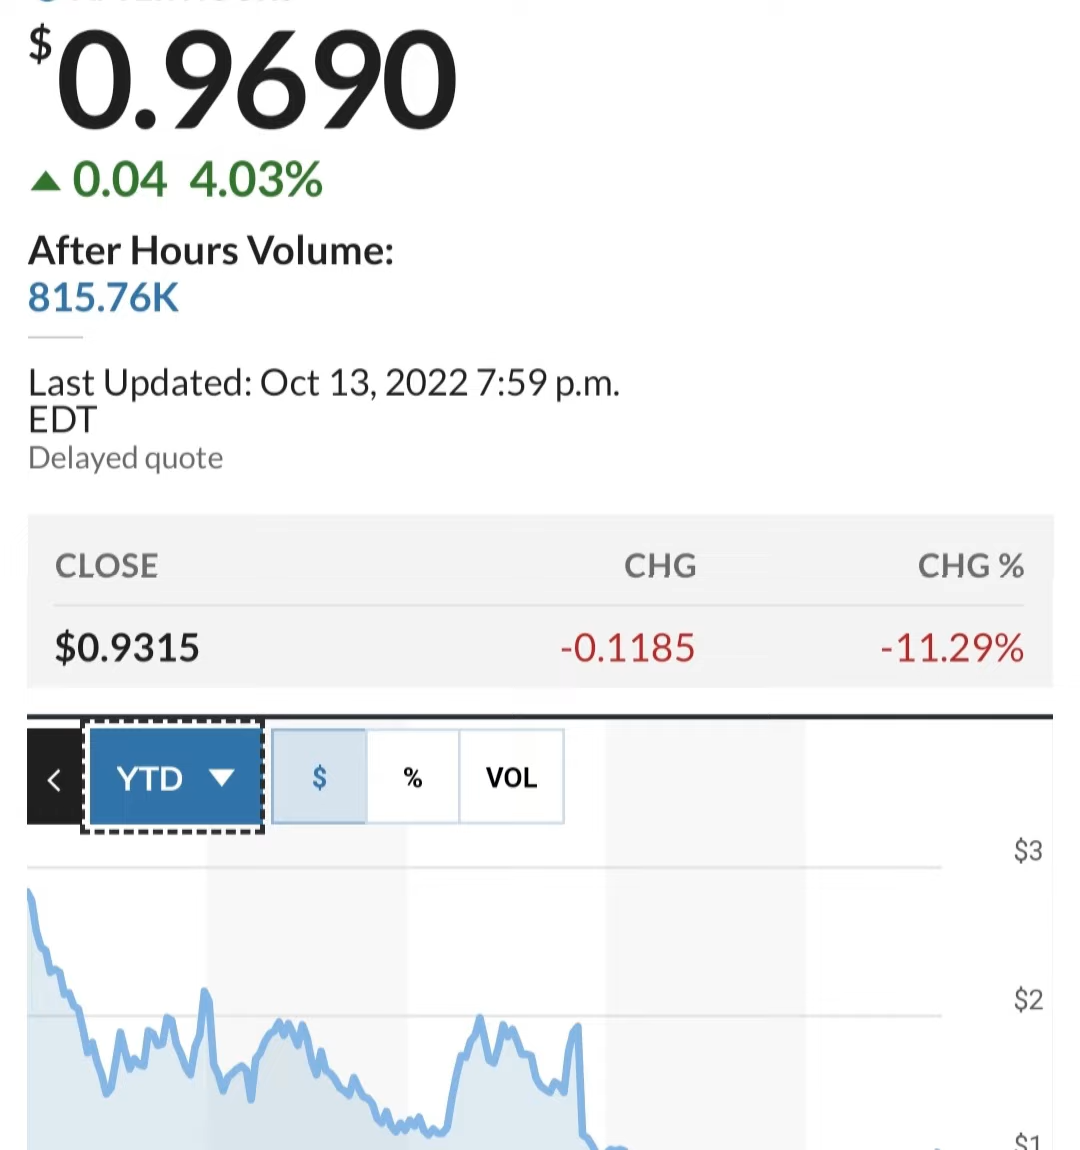 $0.9690
▲ 0.04 4.03%
After Hours Volume:
815.76K
Last Updated: Oct 13, 2022 7:59 p.m.
EDT
Delayed quote
CLOSE CHG CHG %
$0.9315 -0.1185 -11.29%
< YTD ▼ $ % VOL
$3
$2
$1